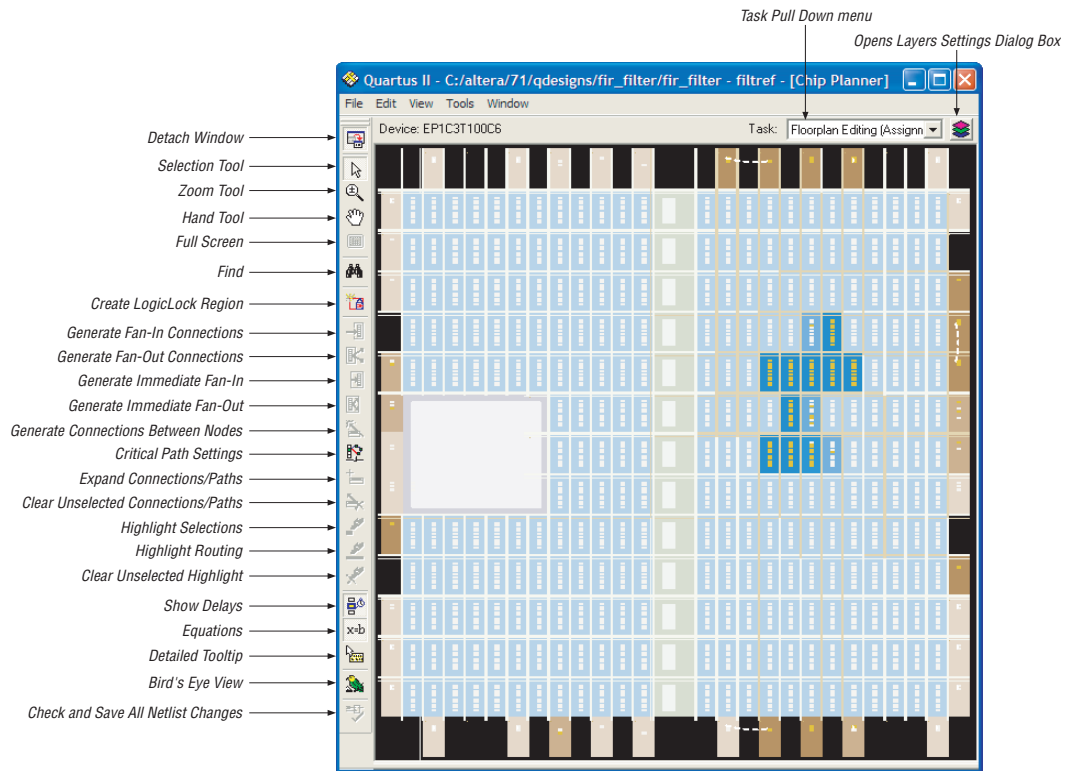 Task Pull Down menu
Opens Layers Settings Dialog Box
Quartus II - C:/altera/71/qdesigns/fir_filter/fir_filter - filtref - [Chip Planner]
File Edit View Tools Window
Device: EP1C3T100C6 Task: Floorplan Editing (Assignn
Detach Window
Selection Tool
Zoom Tool
Hand Tool
Full Screen
Find
Create LogicLock Region
Generate Fan-In Connections
Generate Fan-Out Connections
Generate Immediate Fan-In
Generate Immediate Fan-Out
Generate Connections Between Nodes
Critical Path Settings
Expand Connections/Paths
Clear Unselected Connections/Paths
Highlight Selections
Highlight Routing
Clear Unselected Highlight
Show Delays
Equations
x=b
Detailed Tooltip
Bird's Eye View
Check and Save All Netlist Changes